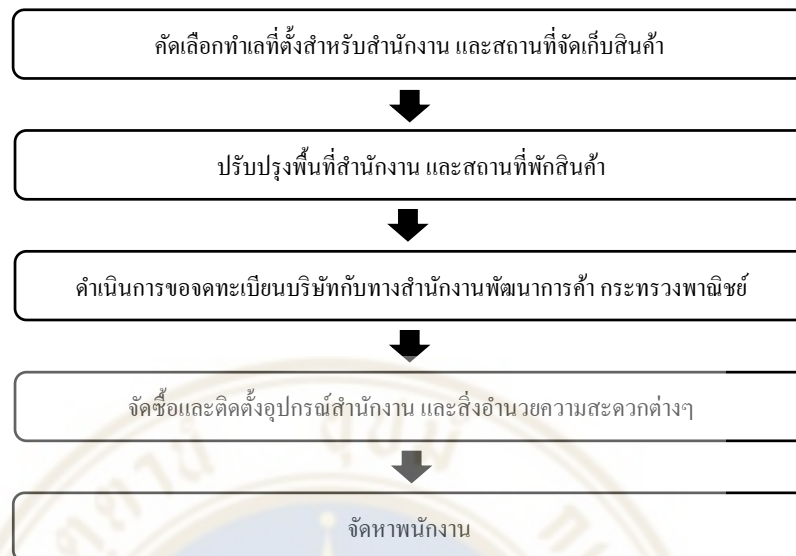 คัดเลือกทำเลที่ตั้งสำหรับสำนักงาน และสถานที่จัดเก็บสินค้า
ปรับปรุงพื้นที่สำนักงาน และสถานที่พักสินค้า
ดำเนินการขอจดทะเบียนบริษัทกับทางสำนักงานพัฒนาการค้า กระทรวงพาณิชย์
จัดซื้อและติดตั้งอุปกรณ์สำนักงาน และสิ่งอำนวยความสะดวกต่างๆ
จัดหาพนักงาน